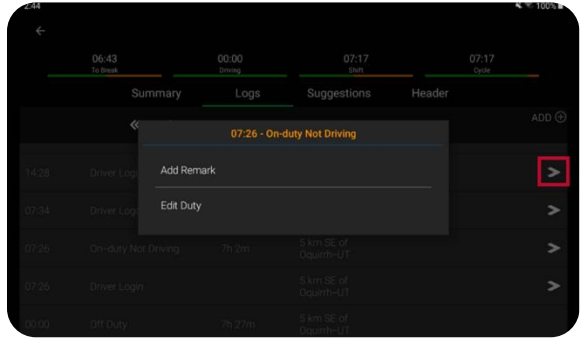 2:44 100%
06:43 00:00 07:17 07:17
To Break Driving Shift Cycle
Summary Logs Suggestions Header
ADD
07:26 - On-duty Not Driving
Add Remark
Edit Duty
14:28 Driver Logi
07:34 Driver Logo
07:26 On-duty Not Driving 7h 2m 5 km SE of
Oquirrh-UT
07:26 Driver Login 5 km SE of
Oquirrh-UT
00:00 Off Duty 7h 27m 5 km SE of
Oquirrh-UT